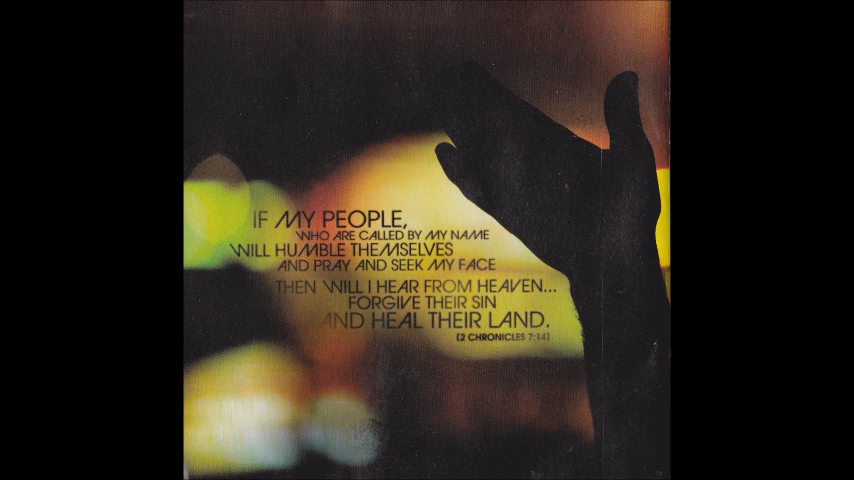 IF MY PEOPLE,
WHO ARE CALLED BY MY NAME
WILL HUMBLE THEMSELVES
AND PRAY AND SEEK MY FACE
THEN WILL I HEAR FROM HEAVEN...
FORGIVE THEIR SIN
AND HEAL THEIR LAND.
(2 CHRONICLES 7:14)